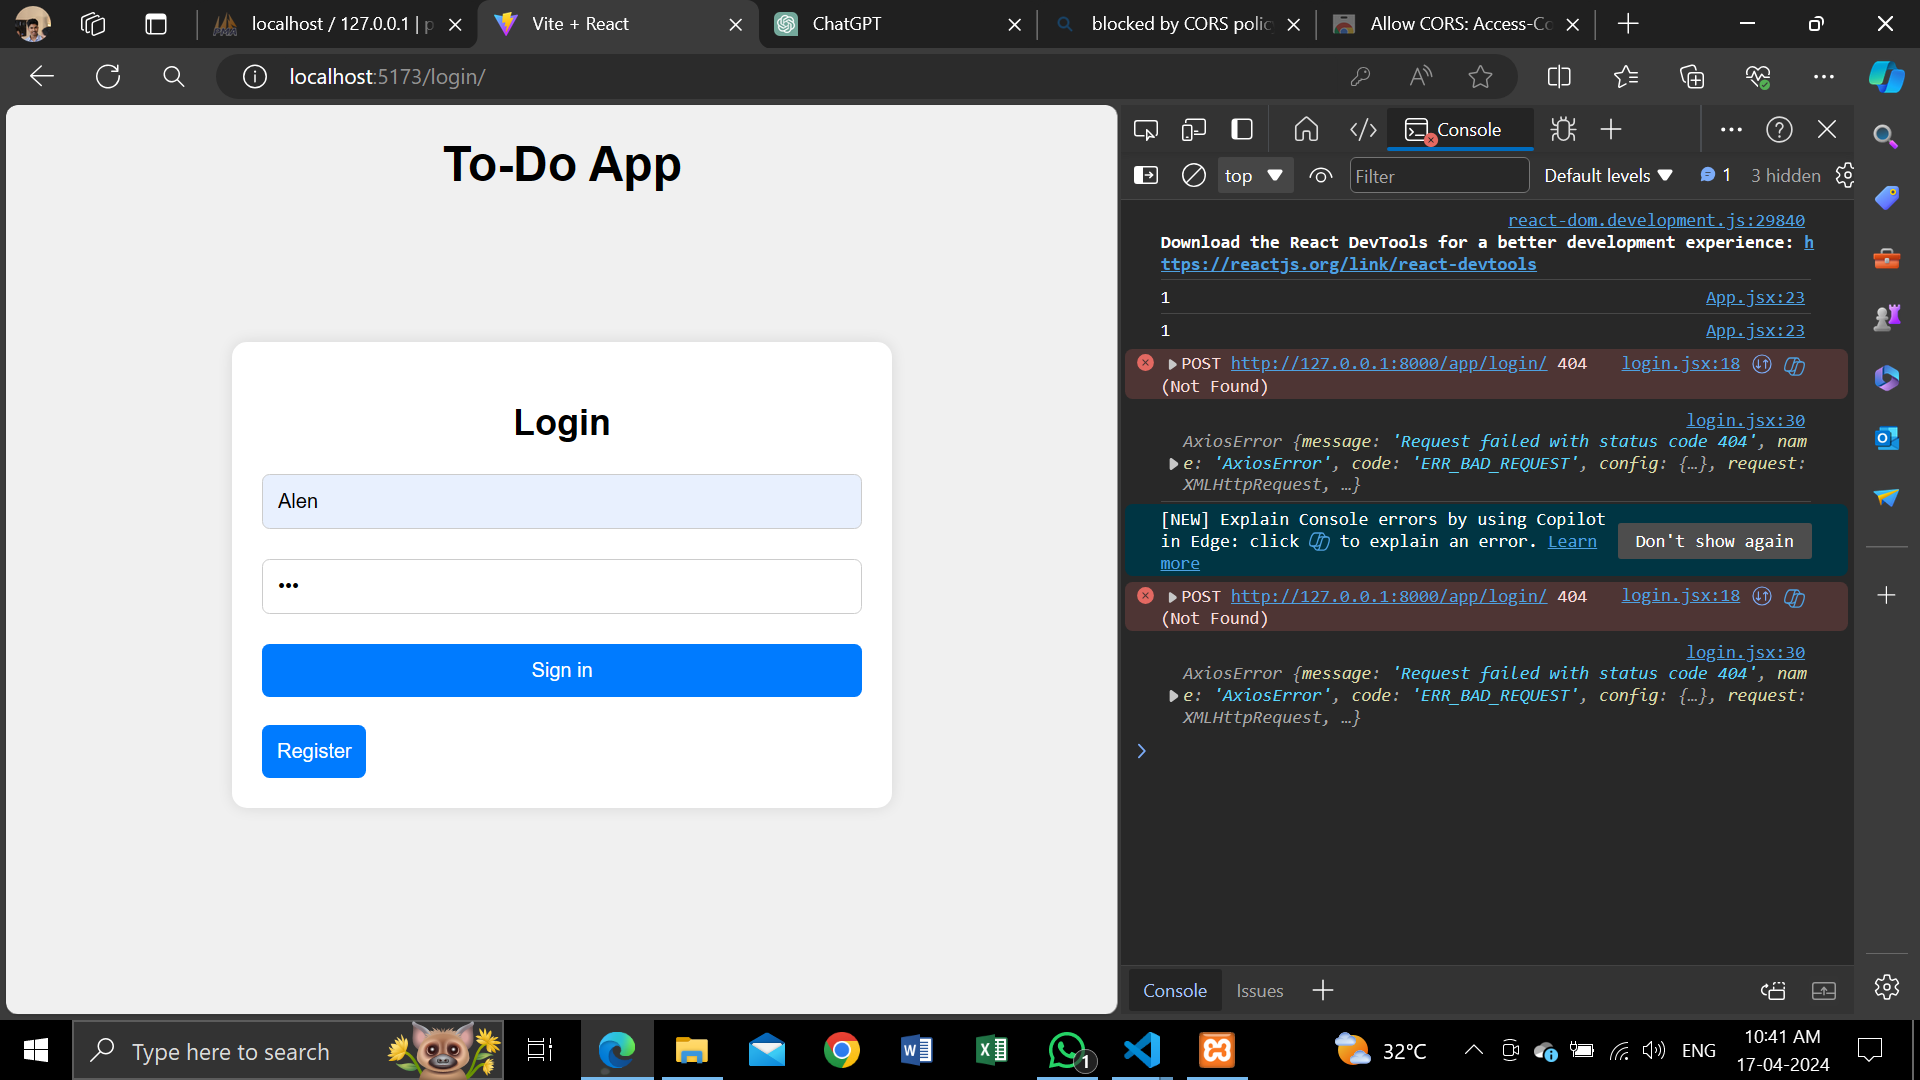 localhost / 127.0.0.1 | p
Vite + React
ChatGPT
blocked by CORS polic
Allow CORS: Access-Co
localhost:5173/login/
To-Do App
Login
Alen
•••
Sign in
Register
Console
top
Filter
Default levels
1
3 hidden
react-dom.development.js:29840
Download the React DevTools for a better development experience: h
ttps://reactjs.org/link/react-devtools
1 App.jsx:23
1 App.jsx:23
POST http://127.0.0.1:8000/app/login/ 404 login.jsx:18
(Not Found)
login.jsx:30
AxiosError {message: 'Request failed with status code 404', nam
e: 'AxiosError', code: 'ERR_BAD_REQUEST', config: {…}, request:
XMLHttpRequest, …}
[NEW] Explain Console errors by using Copilot
in Edge: click to explain an error. Learn
more
Don't show again
POST http://127.0.0.1:8000/app/login/ 404 login.jsx:18
(Not Found)
login.jsx:30
AxiosError {message: 'Request failed with status code 404', nam
e: 'AxiosError', code: 'ERR_BAD_REQUEST', config: {…}, request:
XMLHttpRequest, …}
Console
Issues
Type here to search
1
32°C
ENG
10:41 AM
17-04-2024